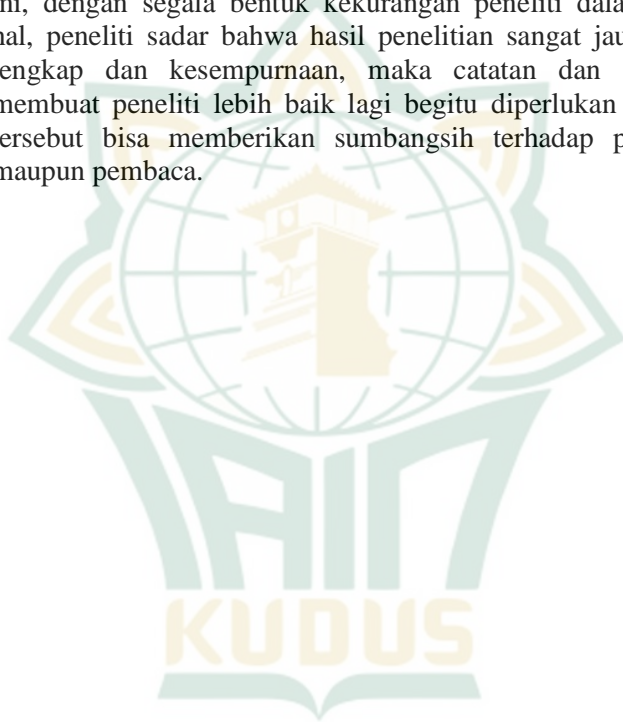 ni, dengan segala bentuk kekurangan peneliti dala
nal, peneliti sadar bahwa hasil penelitian sangat jau
engkap dan kesempurnaan, maka catatan dan
membuat peneliti lebih baik lagi begitu diperlukan
ersebut bisa memberikan sumbangsih terhadap p
maupun pembaca.
IAIN
KUDUS